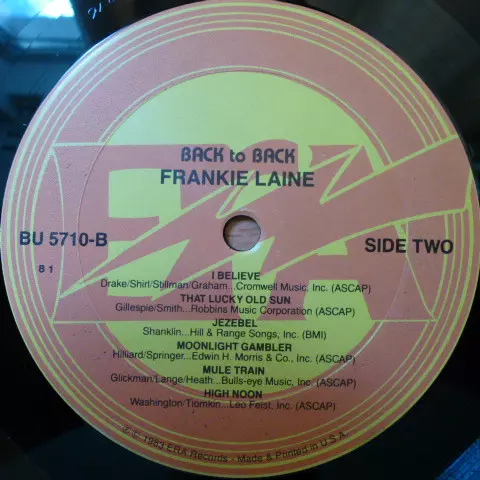 ERA
BACK to BACK
FRANKIE LAINE
BU 5710-B
SIDE TWO
B 1
I BELIEVE
Drake/Shirl/Stillman/Graham...Cromwell Music, Inc. (ASCAP)
THAT LUCKY OLD SUN
Gillespie/Smith...Robbins Music Corporation (ASCAP)
JEZEBEL
Shanklin...Hill & Range Songs, Inc. (BMI)
MOONLIGHT GAMBLER
Hilliard/Springer...Edwin H. Morris & Co., Inc. (ASCAP)
MULE TRAIN
Glickman/Lange/Heath...Bulls-eye Music, Inc. (ASCAP)
HIGH NOON
Washington/Tiomkin...Leo Feist, Inc. (ASCAP)
℗ © 1983 ERA Records - Made & Printed in U.S.A.